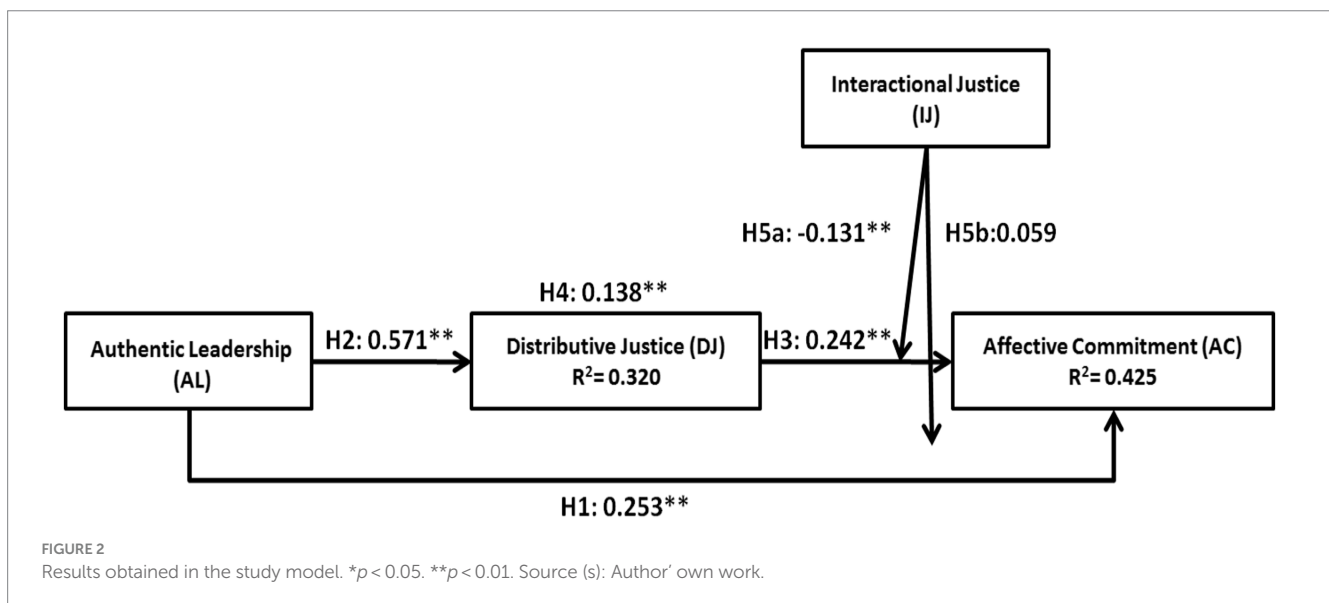 Interactional Justice
(IJ)
H5a: -0.131**
H5b:0.059
H4: 0.138**
Authentic Leadership
(AL)
H2: 0.571**
Distributive Justice (DJ)
R²= 0.320
H3: 0.242**
Affective Commitment (AC)
R²= 0.425
H1: 0.253**
FIGURE 2
Results obtained in the study model. *p < 0.05. **p < 0.01. Source (s): Author’ own work.